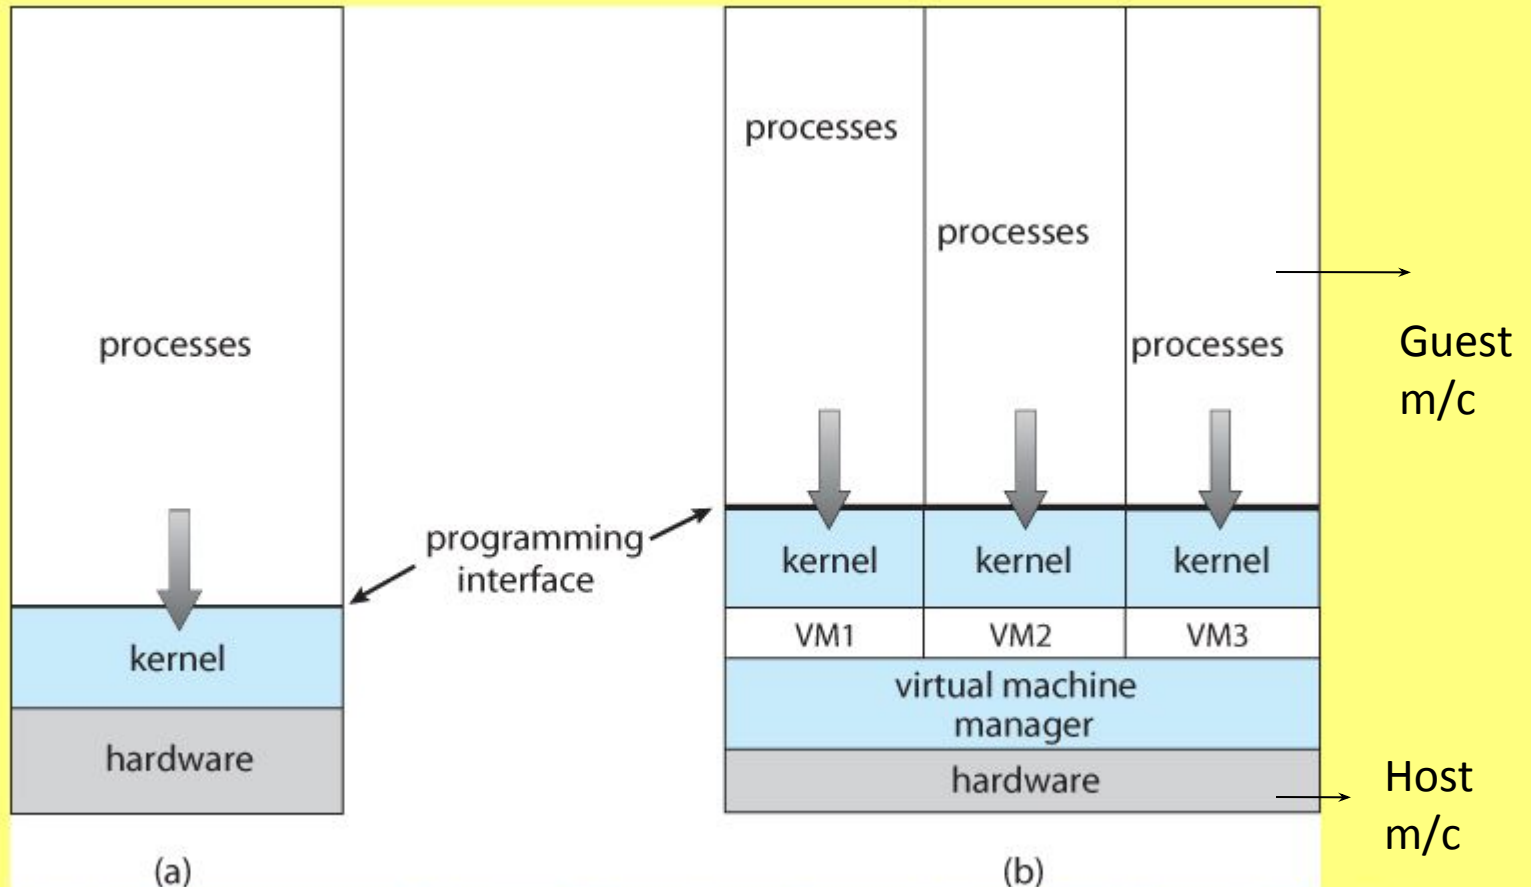 processes
kernel
hardware
(a)
programming
interface
processes
processes
processes
kernel
kernel
kernel
VM1
VM2
VM3
virtual machine
manager
hardware
(b)
Guest
m/c
Host
m/c